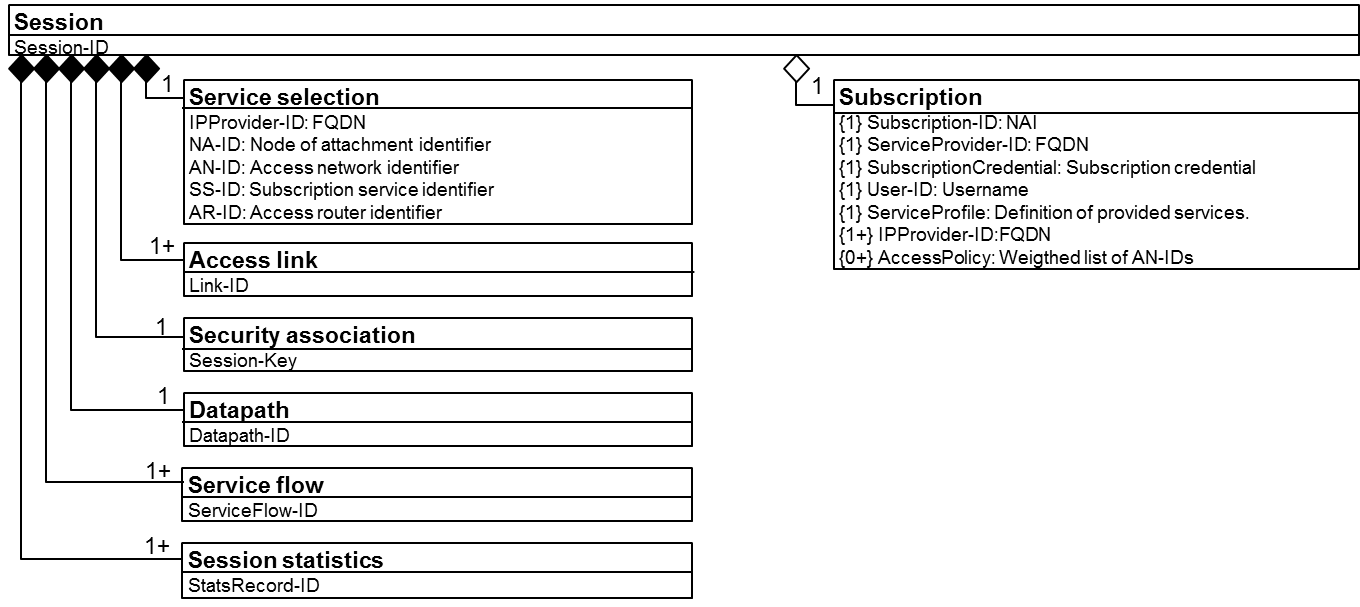 Session
Session-ID
1
Service selection
IPProvider-ID: FQDN
NA-ID: Node of attachment identifier
AN-ID: Access network identifier
SS-ID: Subscription service identifier
AR-ID: Access router identifier
1+
Access link
Link-ID
1
Security association
Session-Key
1
Datapath
Datapath-ID
1+
Service flow
ServiceFlow-ID
1+
Session statistics
StatsRecord-ID
1
Subscription
{1} Subscription-ID: NAI
{1} ServiceProvider-ID: FQDN
{1} SubscriptionCredential: Subscription credential
{1} User-ID: Username
{1} ServiceProfile: Definition of provided services.
{1+} IPProvider-ID:FQDN
{0+} AccessPolicy: Weigthed list of AN-IDs